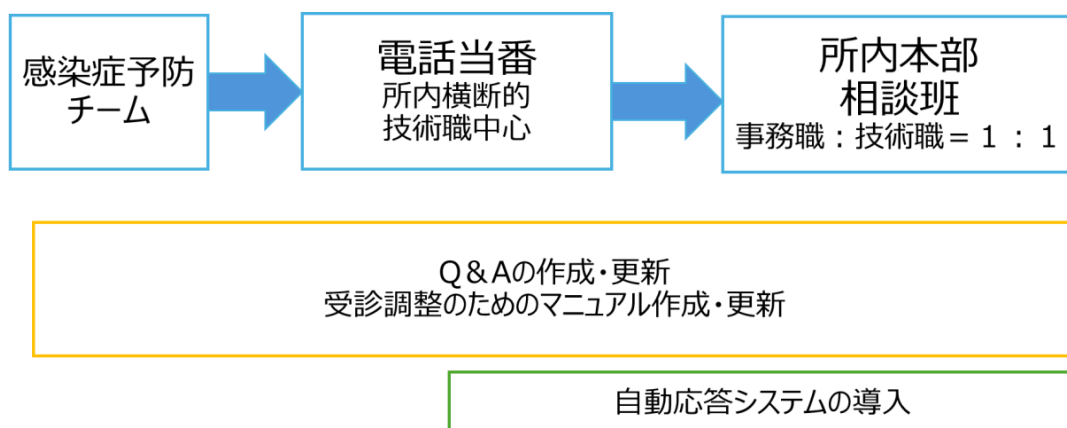 感染症予防
チーム
電話当番
所内横断的
技術職中心
所内本部
相談班
事務職：技術職＝１：１
Q＆Aの作成・更新
受診調整のためのマニュアル作成・更新
自動応答システムの導入